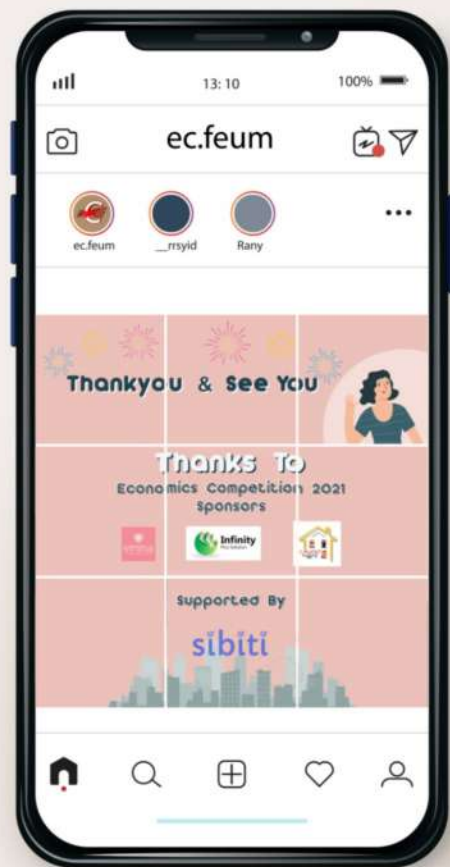 13:10
100%
ec.feum
ec.feum
__rrsyid
Rany
Thankyou & See You
Thanks To
Economics Competition 2021
Sponsors
Infinity
sibiti
Supported By